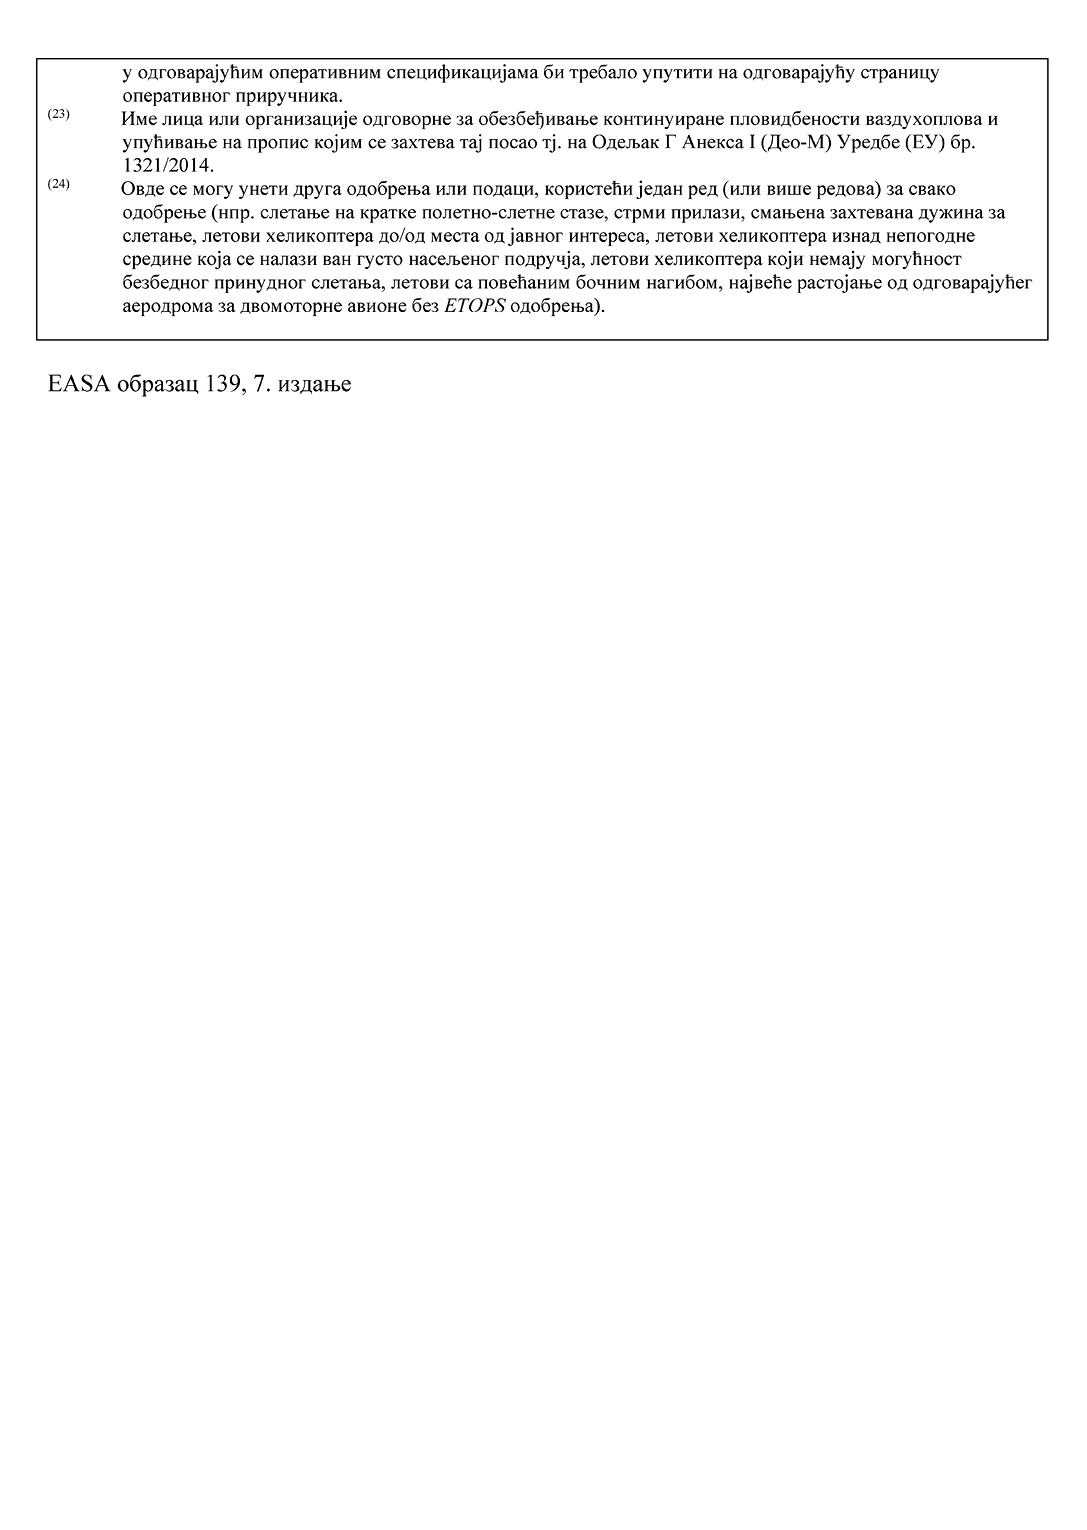 у одговарајућим оперативним спецификацијама би требало упутити на одговарајућу страницу
оперативног приручника.
(23) Име лица или организације одговорне за обезбеђивање континуиране пловидбености ваздухоплова и
упућивање на пропис којим се захтева тај посао тј. на Одељак Г Анекса I (Део-М) Уредбе (ЕУ) бр.
1321/2014.
(24) Овде се могу унети друга одобрења или подаци, користећи један ред (или више редова) за свако
одобрење (нпр. слетање на кратке полетно-слетне стазе, стрми прилази, смањена захтевана дужина за
слетање, летови хеликоптера до/од места од јавног интереса, летови хеликоптера изнад непогодне
средине која се налази ван густо насељеног подручја, летови хеликоптера који немају могућност
безбедног принудног слетања, летови са повећаним бочним нагибом, највеће растојање од одговарајућег
аеродрома за двомоторне авионе без ETOPS одобрења).
EASA образац 139, 7. издање